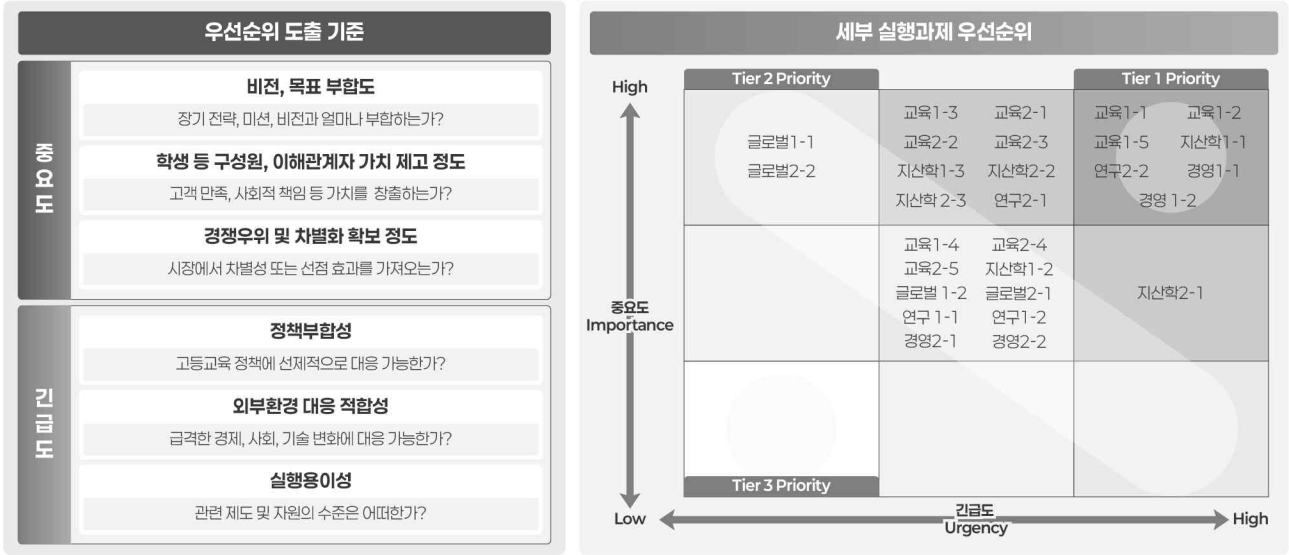 우선순위 도출 기준
중요도
비전, 목표 부합도
장기 전략, 미션, 비전과 얼마나 부합하는가?
학생 등 구성원, 이해관계자 가치 제고 정도
고객 만족, 사회적 책임 등 가치를 창출하는가?
경쟁우위 및 차별화 확보 정도
시장에서 차별성 또는 선점 효과를 가져오는가?
긴급도
정책부합성
고등교육 정책에 선제적으로 대응 가능한가?
외부환경 대응 적합성
급격한 경제, 사회, 기술 변화에 대응 가능한가?
실행용이성
관련 제도 및 자원의 수준은 어떠한가?
세부 실행과제 우선순위
High
중요도
Importance
Low
Tier 2 Priority
글로벌1-1
글로벌2-2
교육1-3 교육2-1
교육2-2 교육2-3
지산학1-3 지산학2-2
지산학 2-3 연구2-1
Tier 1 Priority
교육1-1 교육1-2
교육1-5 지산학1-1
연구2-2 경영1-1
경영 1-2
교육1-4 교육2-4
교육2-5 지산학1-2
글로벌 1-2 글로벌2-1
연구 1-1 연구1-2
경영2-1 경영2-2
지산학2-1
Tier 3 Priority
긴급도
Urgency
High